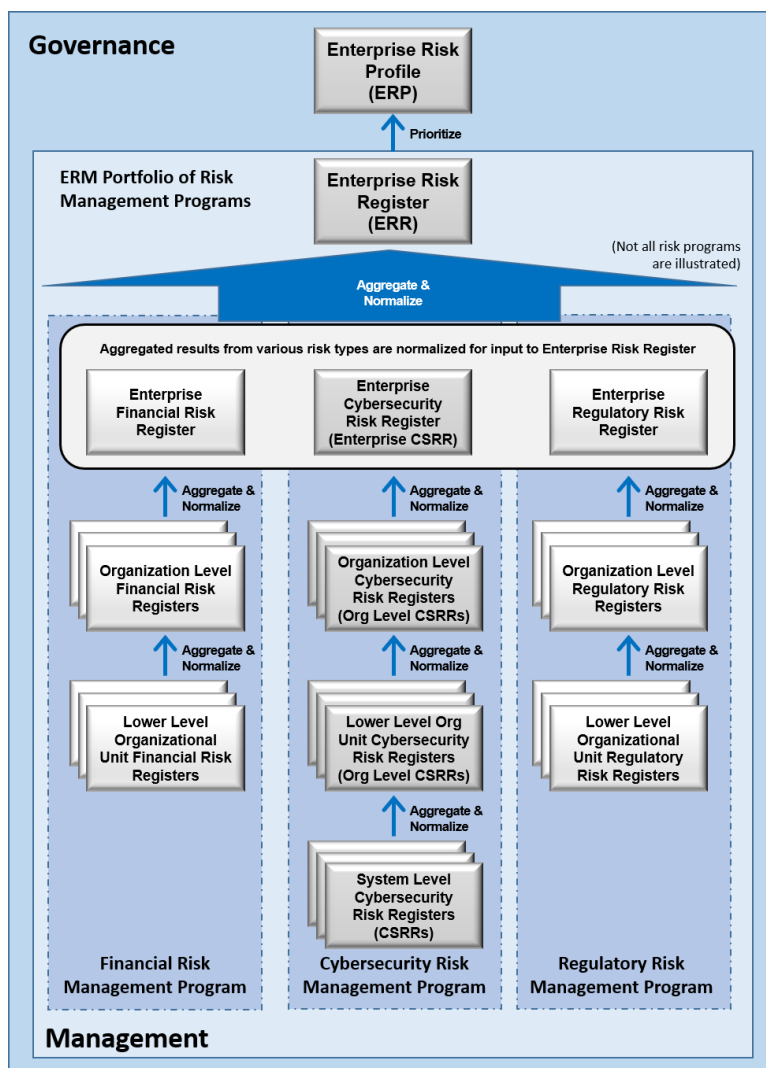 Governance
Enterprise Risk
Profile
(ERP)
Prioritize
ERM Portfolio of Risk
Management Programs
Enterprise Risk
Register
(ERR)
(Not all risk programs
are illustrated)
Aggregate &
Normalize
Aggregated results from various risk types are normalized for input to Enterprise Risk Register
Enterprise
Financial Risk
Register
Enterprise
Cybersecurity
Risk Register
(Enterprise CSRR)
Enterprise
Regulatory Risk
Register
Aggregate &
Normalize
Aggregate &
Normalize
Aggregate &
Normalize
Organization Level
Financial Risk
Registers
Organization Level
Cybersecurity
Risk Registers
(Org Level CSRRs)
Organization Level
Regulatory Risk
Registers
Aggregate &
Normalize
Aggregate &
Normalize
Aggregate &
Normalize
Lower Level
Organizational
Unit Financial Risk
Registers
Lower Level Org
Unit Cybersecurity
Risk Registers
(Org Level CSRRs)
Lower Level
Organizational
Unit Regulatory
Risk Registers
Aggregate &
Normalize
System Level
Cybersecurity
Risk Registers
(CSRRs)
Financial Risk
Management Program
Cybersecurity Risk
Management Program
Regulatory Risk
Management Program
Management